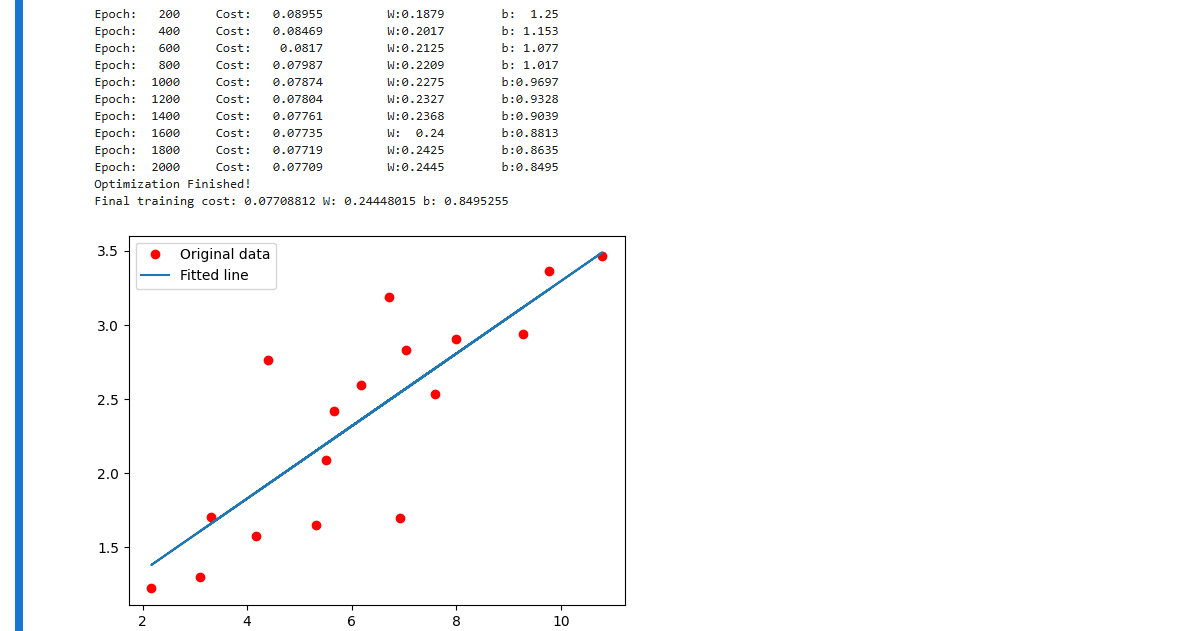 Epoch:   200     Cost:   0.08955         W:0.1879        b:  1.25
Epoch:   400     Cost:   0.08469         W:0.2017        b: 1.153
Epoch:   600     Cost:    0.0817         W:0.2125        b: 1.077
Epoch:   800     Cost:   0.07987         W:0.2209        b: 1.017
Epoch:  1000     Cost:   0.07874         W:0.2275        b:0.9697
Epoch:  1200     Cost:   0.07804         W:0.2327        b:0.9328
Epoch:  1400     Cost:   0.07761         W:0.2368        b:0.9039
Epoch:  1600     Cost:   0.07735         W:  0.24        b:0.8813
Epoch:  1800     Cost:   0.07719         W:0.2425        b:0.8635
Epoch:  2000     Cost:   0.07709         W:0.2445        b:0.8495
Optimization Finished!
Final training cost: 0.07708812 W: 0.24448015 b: 0.8495255
Original data
Fitted line
3.5
3.0
2.5
2.0
1.5
2 4 6 8 10